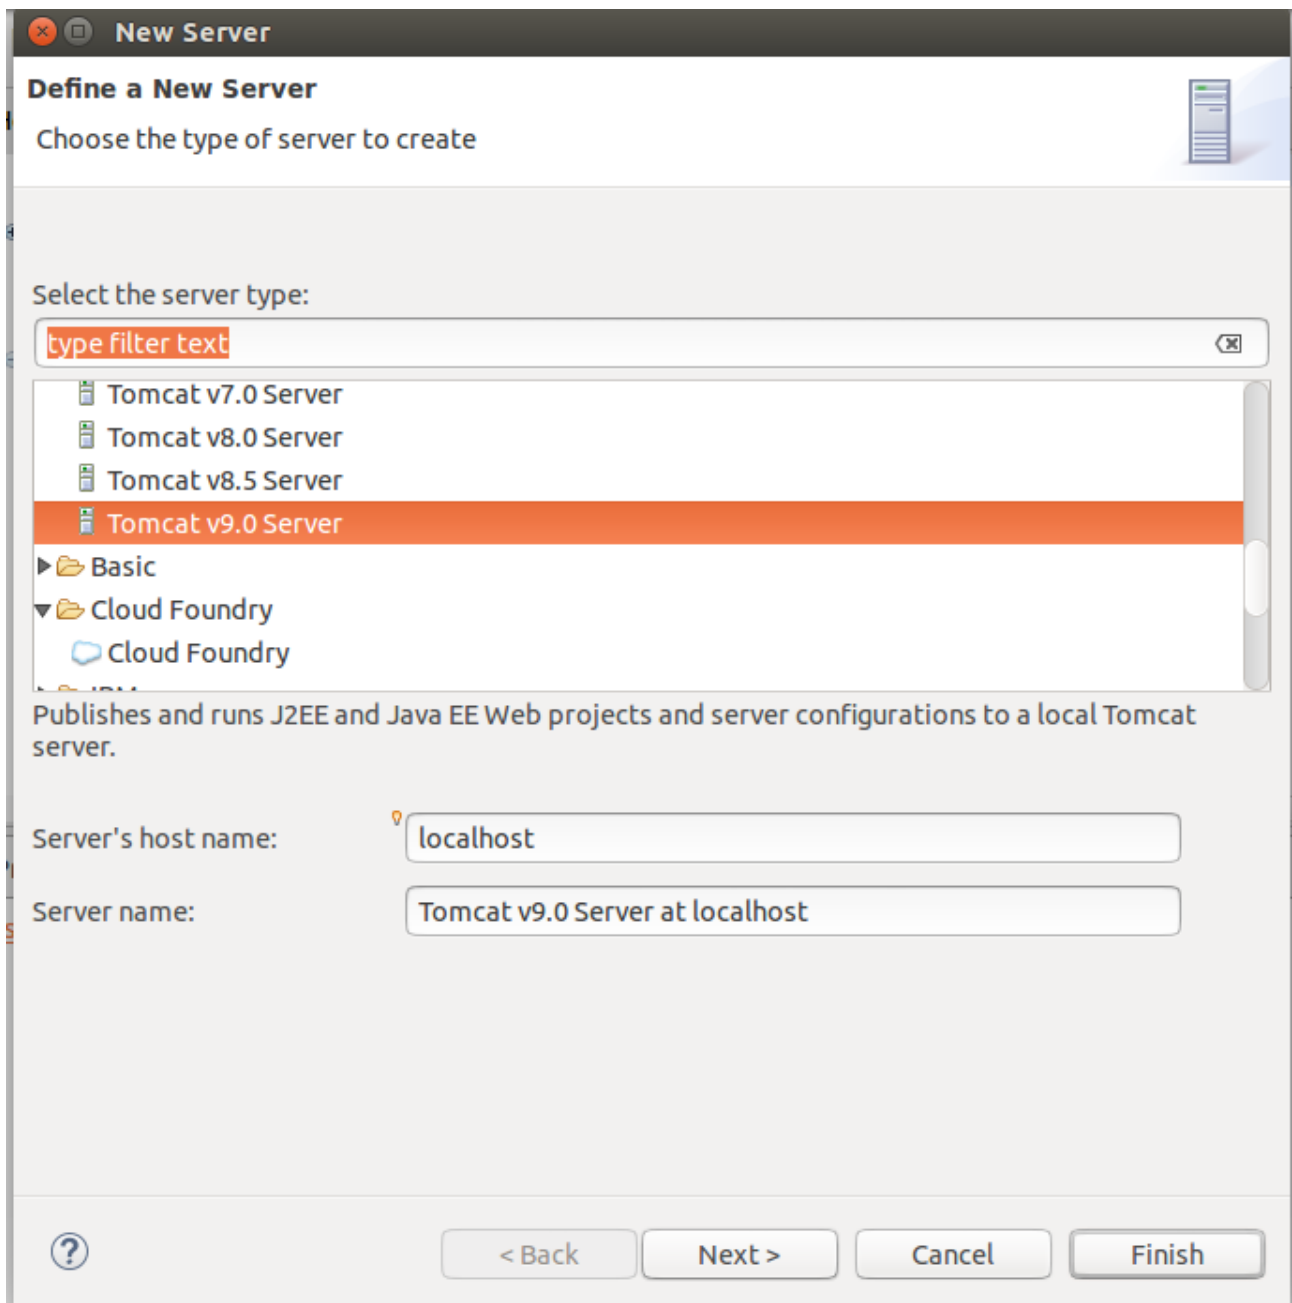 New Server
Define a New Server
Choose the type of server to create
Select the server type:
type filter text
Tomcat v7.0 Server
Tomcat v8.0 Server
Tomcat v8.5 Server
Tomcat v9.0 Server
Basic
Cloud Foundry
Cloud Foundry
Publishes and runs J2EE and Java EE Web projects and server configurations to a local Tomcat
server.
Server's host name:
localhost
Server name:
Tomcat v9.0 Server at localhost
< Back
Next >
Cancel
Finish